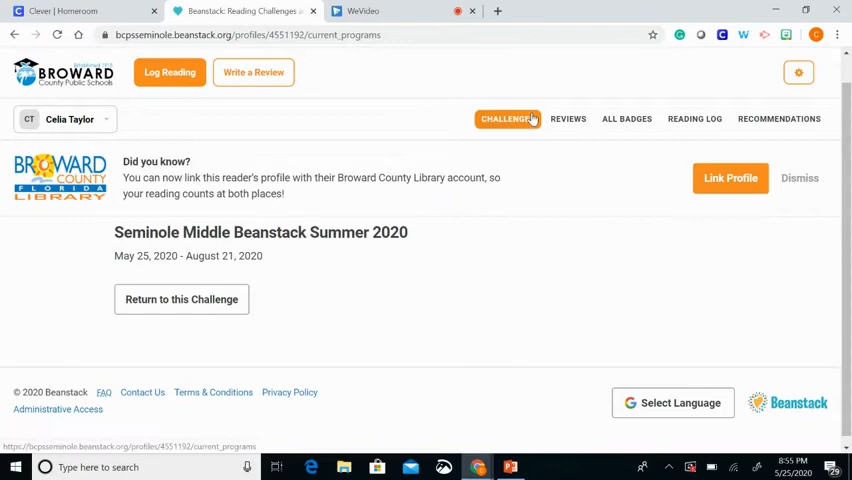 Clever | Homeroom
Beanstack: Reading Challenges
WeVideo
bcpsseminole.beanstack.org/profiles/4551192/current_programs
BROWARD
County Public Schools
Log Reading
Write a Review
CT
Celia Taylor
CHALLENGES
REVIEWS
ALL BADGES
READING LOG
RECOMMENDATIONS
BROWARD
COUNTY
FLORIDA
LIBRARY
Did you know?
You can now link this reader's profile with their Broward County Library account, so
your reading counts at both places!
Link Profile
Dismiss
Seminole Middle Beanstack Summer 2020
May 25, 2020 - August 21, 2020
Return to this Challenge
© 2020 Beanstack
FAQ
Contact Us
Terms & Conditions
Privacy Policy
Administrative Access
Select Language
Beanstack
https://bcpsseminole.beanstack.org/profiles/4551192/current_programs
Type here to search
8:55 PM
5/25/2020
29